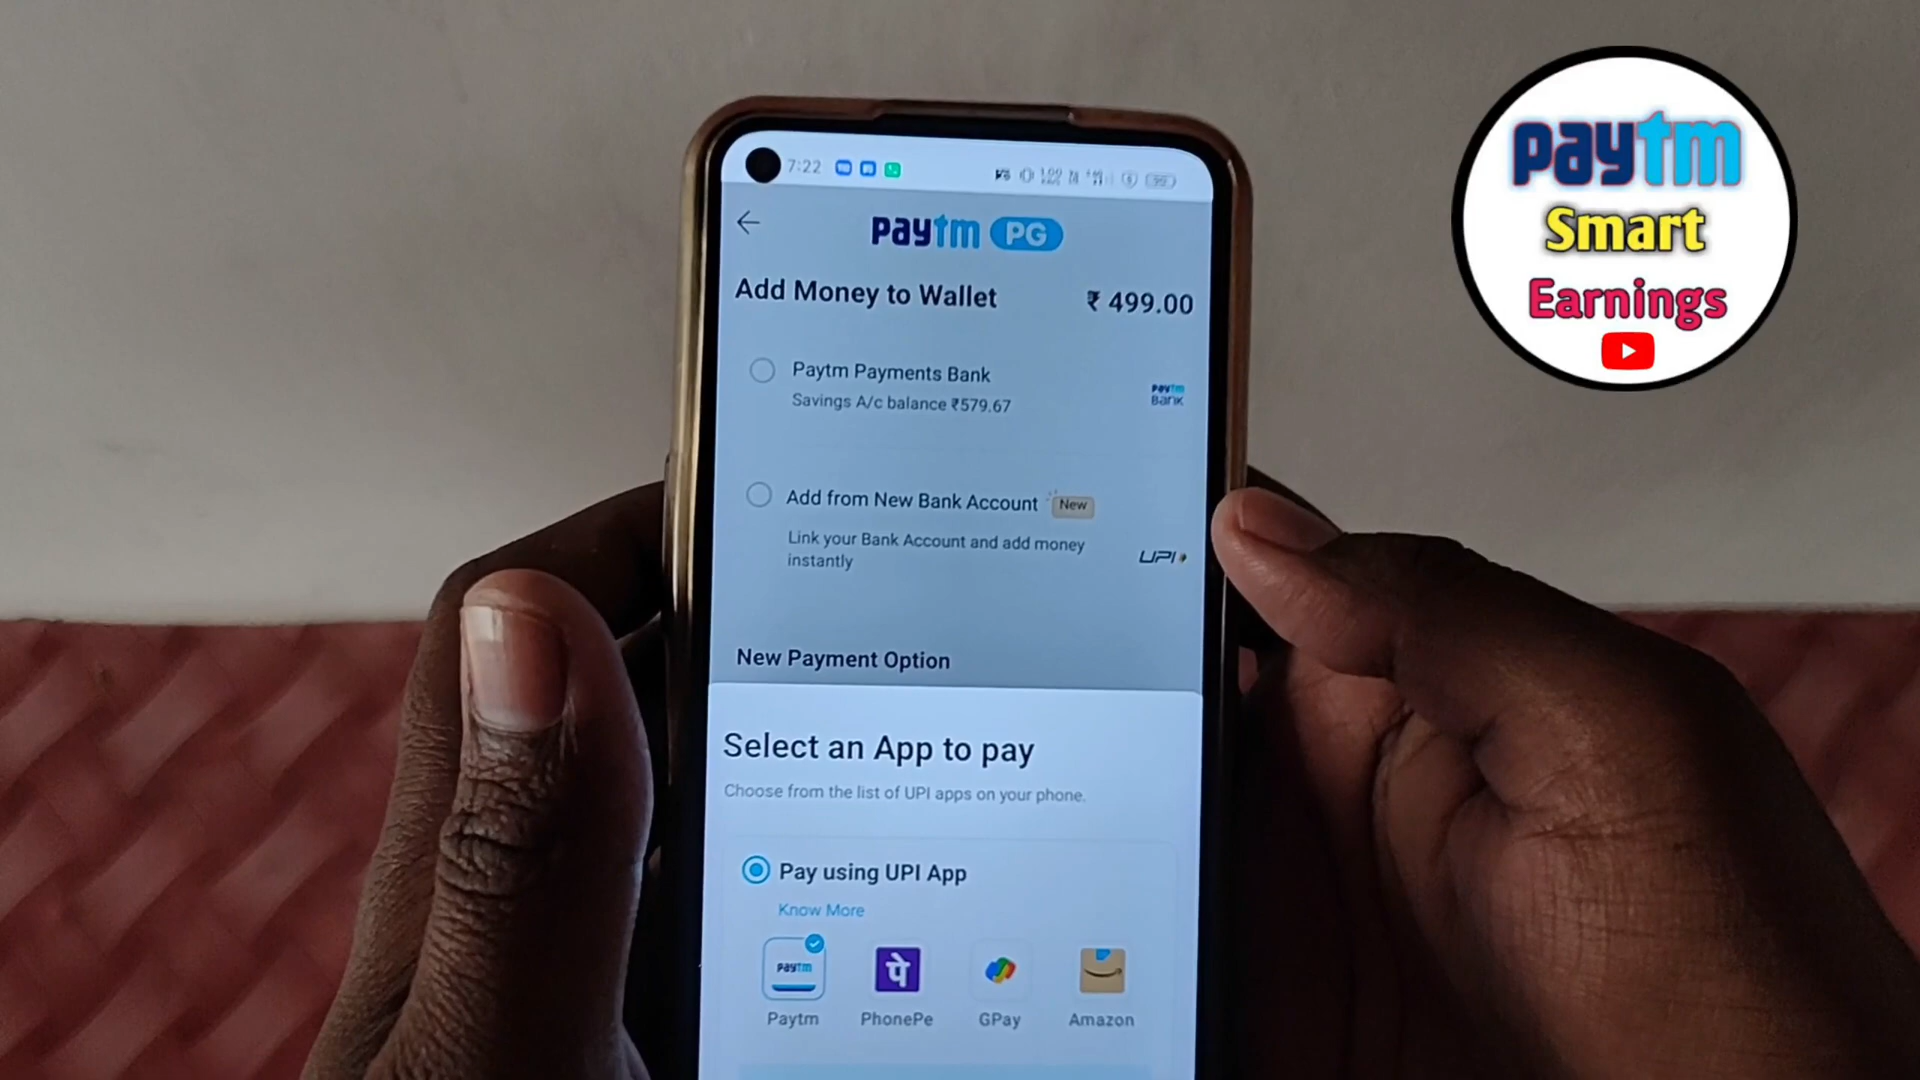 7:22
paytm PG
Add Money to Wallet ₹ 499.00
Paytm Payments Bank
Savings A/c balance ₹579.67
paytm
Bank
Add from New Bank Account New
Link your Bank Account and add money
instantly
UPI
New Payment Option
Select an App to pay
Choose from the list of UPI apps on your phone.
Pay using UPI App
Know More
paytm
पे
Paytm PhonePe GPay Amazon
paytm
Smart
Earnings